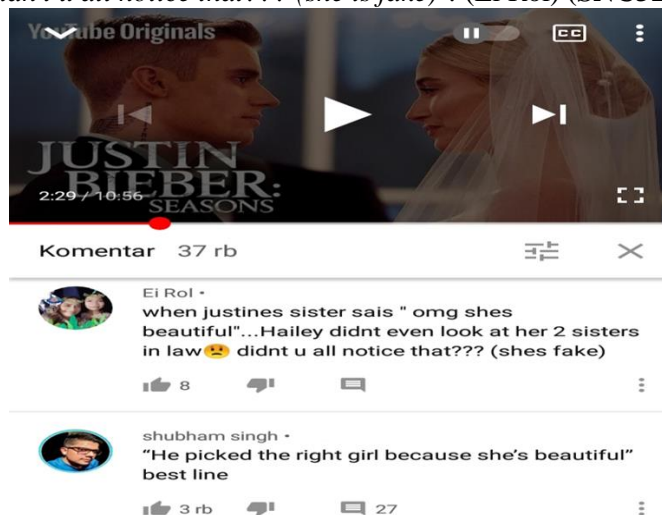 YouTube Originals
CC
JUSTIN
BIEBER:
SEASONS
2:29 / 10:56
Komentar 37 rb
Ei Rol •
when justines sister sais " omg shes
beautiful"...Hailey didnt even look at her 2 sisters
in law😟 didnt u all notice that??? (shes fake)
8
shubham singh •
“He picked the right girl because she’s beautiful”
best line
3 rb 27